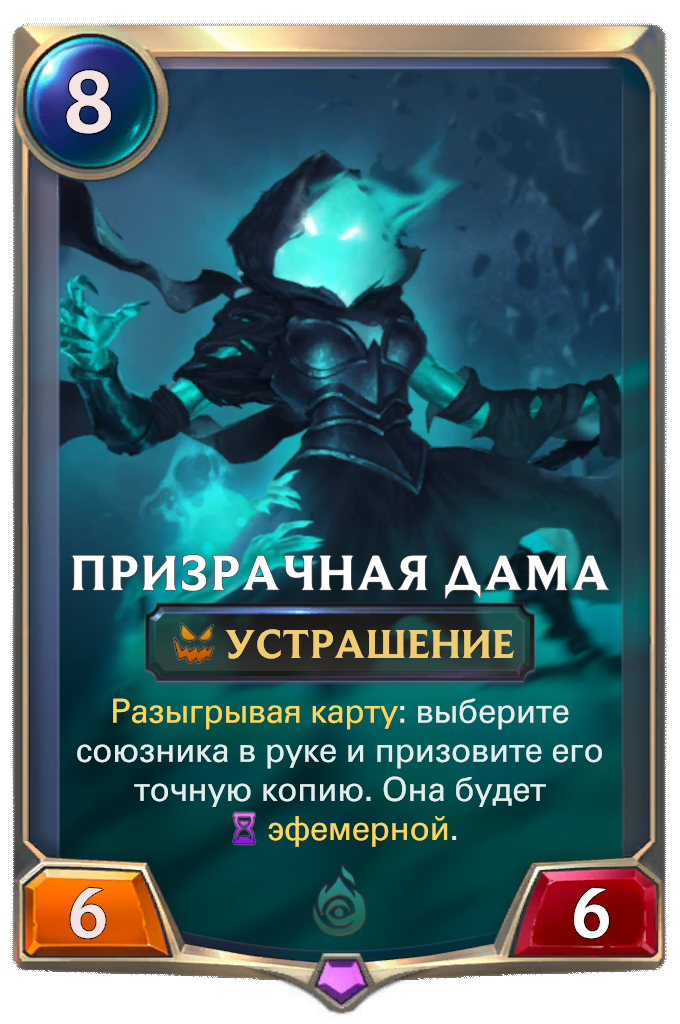 8
ПРИЗРАЧНАЯ ДАМА
УСТРАШЕНИЕ
Разыгрывая карту: выберите
союзника в руке и призовите его
точную копию. Она будет
эфемерной.
6
6